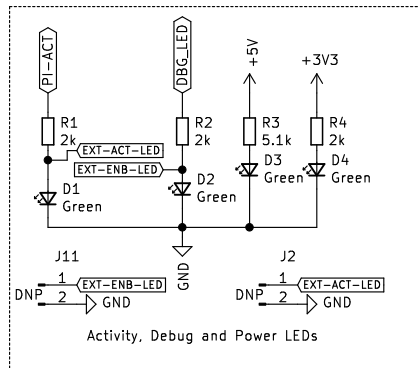 PI-ACT
DBG_LED
+5V
+3V3
R1
2k
R2
2k
R3
5.1k
R4
2k
EXT-ACT-LED
EXT-ENB-LED
D1
Green
D2
Green
D3
Green
D4
Green
GND
J11
1
EXT-ENB-LED
DNP
2
GND
J2
1
EXT-ACT-LED
DNP
2
GND
Activity, Debug and Power LEDs